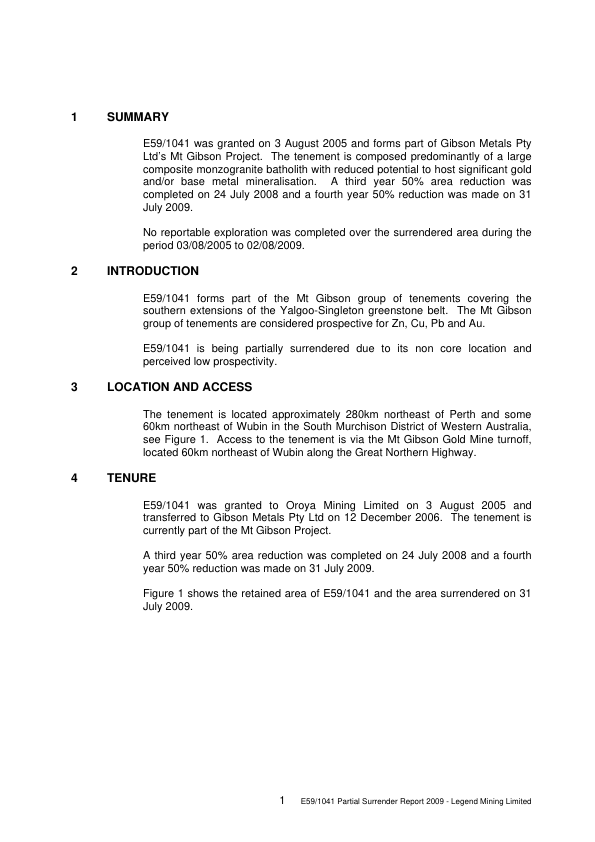 1 SUMMARY
E59/1041 was granted on 3 August 2005 and forms part of Gibson Metals Pty
Ltd's Mt Gibson Project. The tenement is composed predominantly of a large
composite monzogranite batholith with reduced potential to host significant gold
and/or base metal mineralisation. A third year 50% area reduction was
completed on 24 July 2008 and a fourth year 50% reduction was made on 31
July 2009.
No reportable exploration was completed over the surrendered area during the
period 03/08/2005 to 02/08/2009.
2 INTRODUCTION
E59/1041 forms part of the Mt Gibson group of tenements covering the
southern extensions of the Yalgoo-Singleton greenstone belt. The Mt Gibson
group of tenements are considered prospective for Zn, Cu, Pb and Au.
E59/1041 is being partially surrendered due to its non core location and
perceived low prospectivity.
3 LOCATION AND ACCESS
The tenement is located approximately 280km northeast of Perth and some
60km northeast of Wubin in the South Murchison District of Western Australia,
see Figure 1. Access to the tenement is via the Mt Gibson Gold Mine turnoff,
located 60km northeast of Wubin along the Great Northern Highway.
4 TENURE
E59/1041 was granted to Oroya Mining Limited on 3 August 2005 and
transferred to Gibson Metals Pty Ltd on 12 December 2006. The tenement is
currently part of the Mt Gibson Project.
A third year 50% area reduction was completed on 24 July 2008 and a fourth
year 50% reduction was made on 31 July 2009.
Figure 1 shows the retained area of E59/1041 and the area surrendered on 31
July 2009.
1 E59/1041 Partial Surrender Report 2009 - Legend Mining Limited